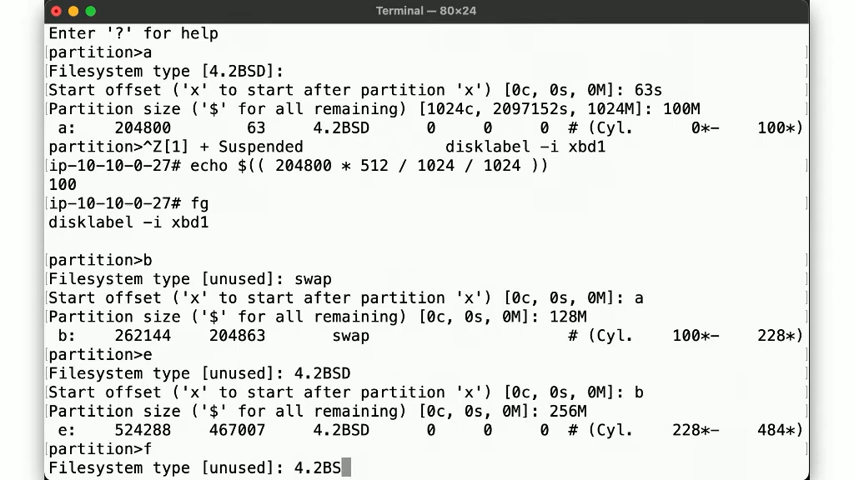 Terminal — 80×24
Enter '?' for help
[partition>a
[Filesystem type [4.2BSD]:
[Start offset ('x' to start after partition 'x') [0c, 0s, 0M]: 63s
[Partition size ('$' for all remaining) [1024c, 2097152s, 1024M]: 100M
a: 204800 63 4.2BSD 0 0 0 # (Cyl. 0*- 100*)
partition>^Z[1] + Suspended disklabel -i xbd1
[ip-10-10-0-27# echo $(( 204800 * 512 / 1024 / 1024 ))
100
[ip-10-10-0-27# fg
disklabel -i xbd1
[partition>b
[Filesystem type [unused]: swap
[Start offset ('x' to start after partition 'x') [0c, 0s, 0M]: a
[Partition size ('$' for all remaining) [0c, 0s, 0M]: 128M
b: 262144 204863 swap # (Cyl. 100*- 228*)
[partition>e
[Filesystem type [unused]: 4.2BSD
[Start offset ('x' to start after partition 'x') [0c, 0s, 0M]: b
[Partition size ('$' for all remaining) [0c, 0s, 0M]: 256M
e: 524288 467007 4.2BSD 0 0 0 # (Cyl. 228*- 484*)
[partition>f
Filesystem type [unused]: 4.2BS